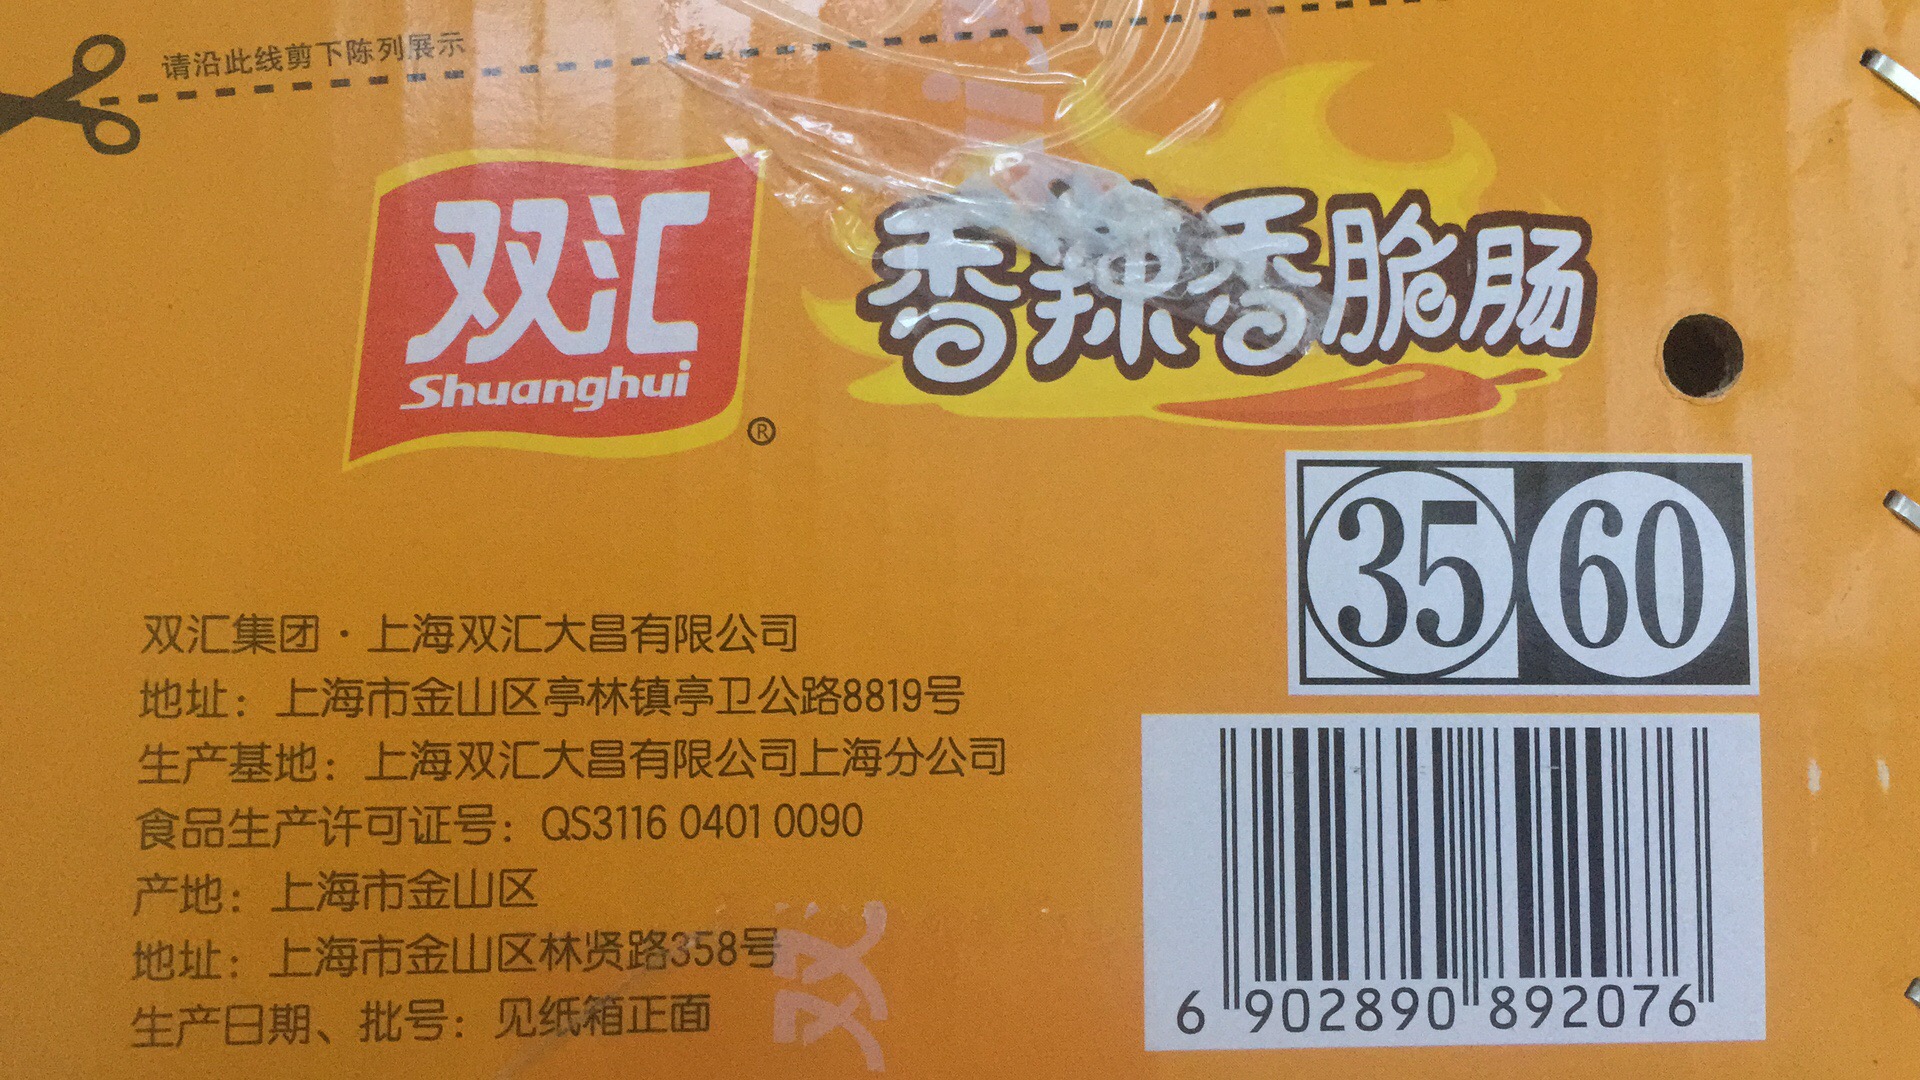 请沿此线剪下陈列展示
双汇
Shuanghui
®
香辣香脆肠
35 60
双汇集团·上海双汇大昌有限公司
地址：上海市金山区亭林镇亭卫公路8819号
生产基地：上海双汇大昌有限公司上海分公司
食品生产许可证号：QS3116 0401 0090
产地：上海市金山区
地址：上海市金山区林贤路358号
生产日期、批号：见纸箱正面
双
6 902890 892076